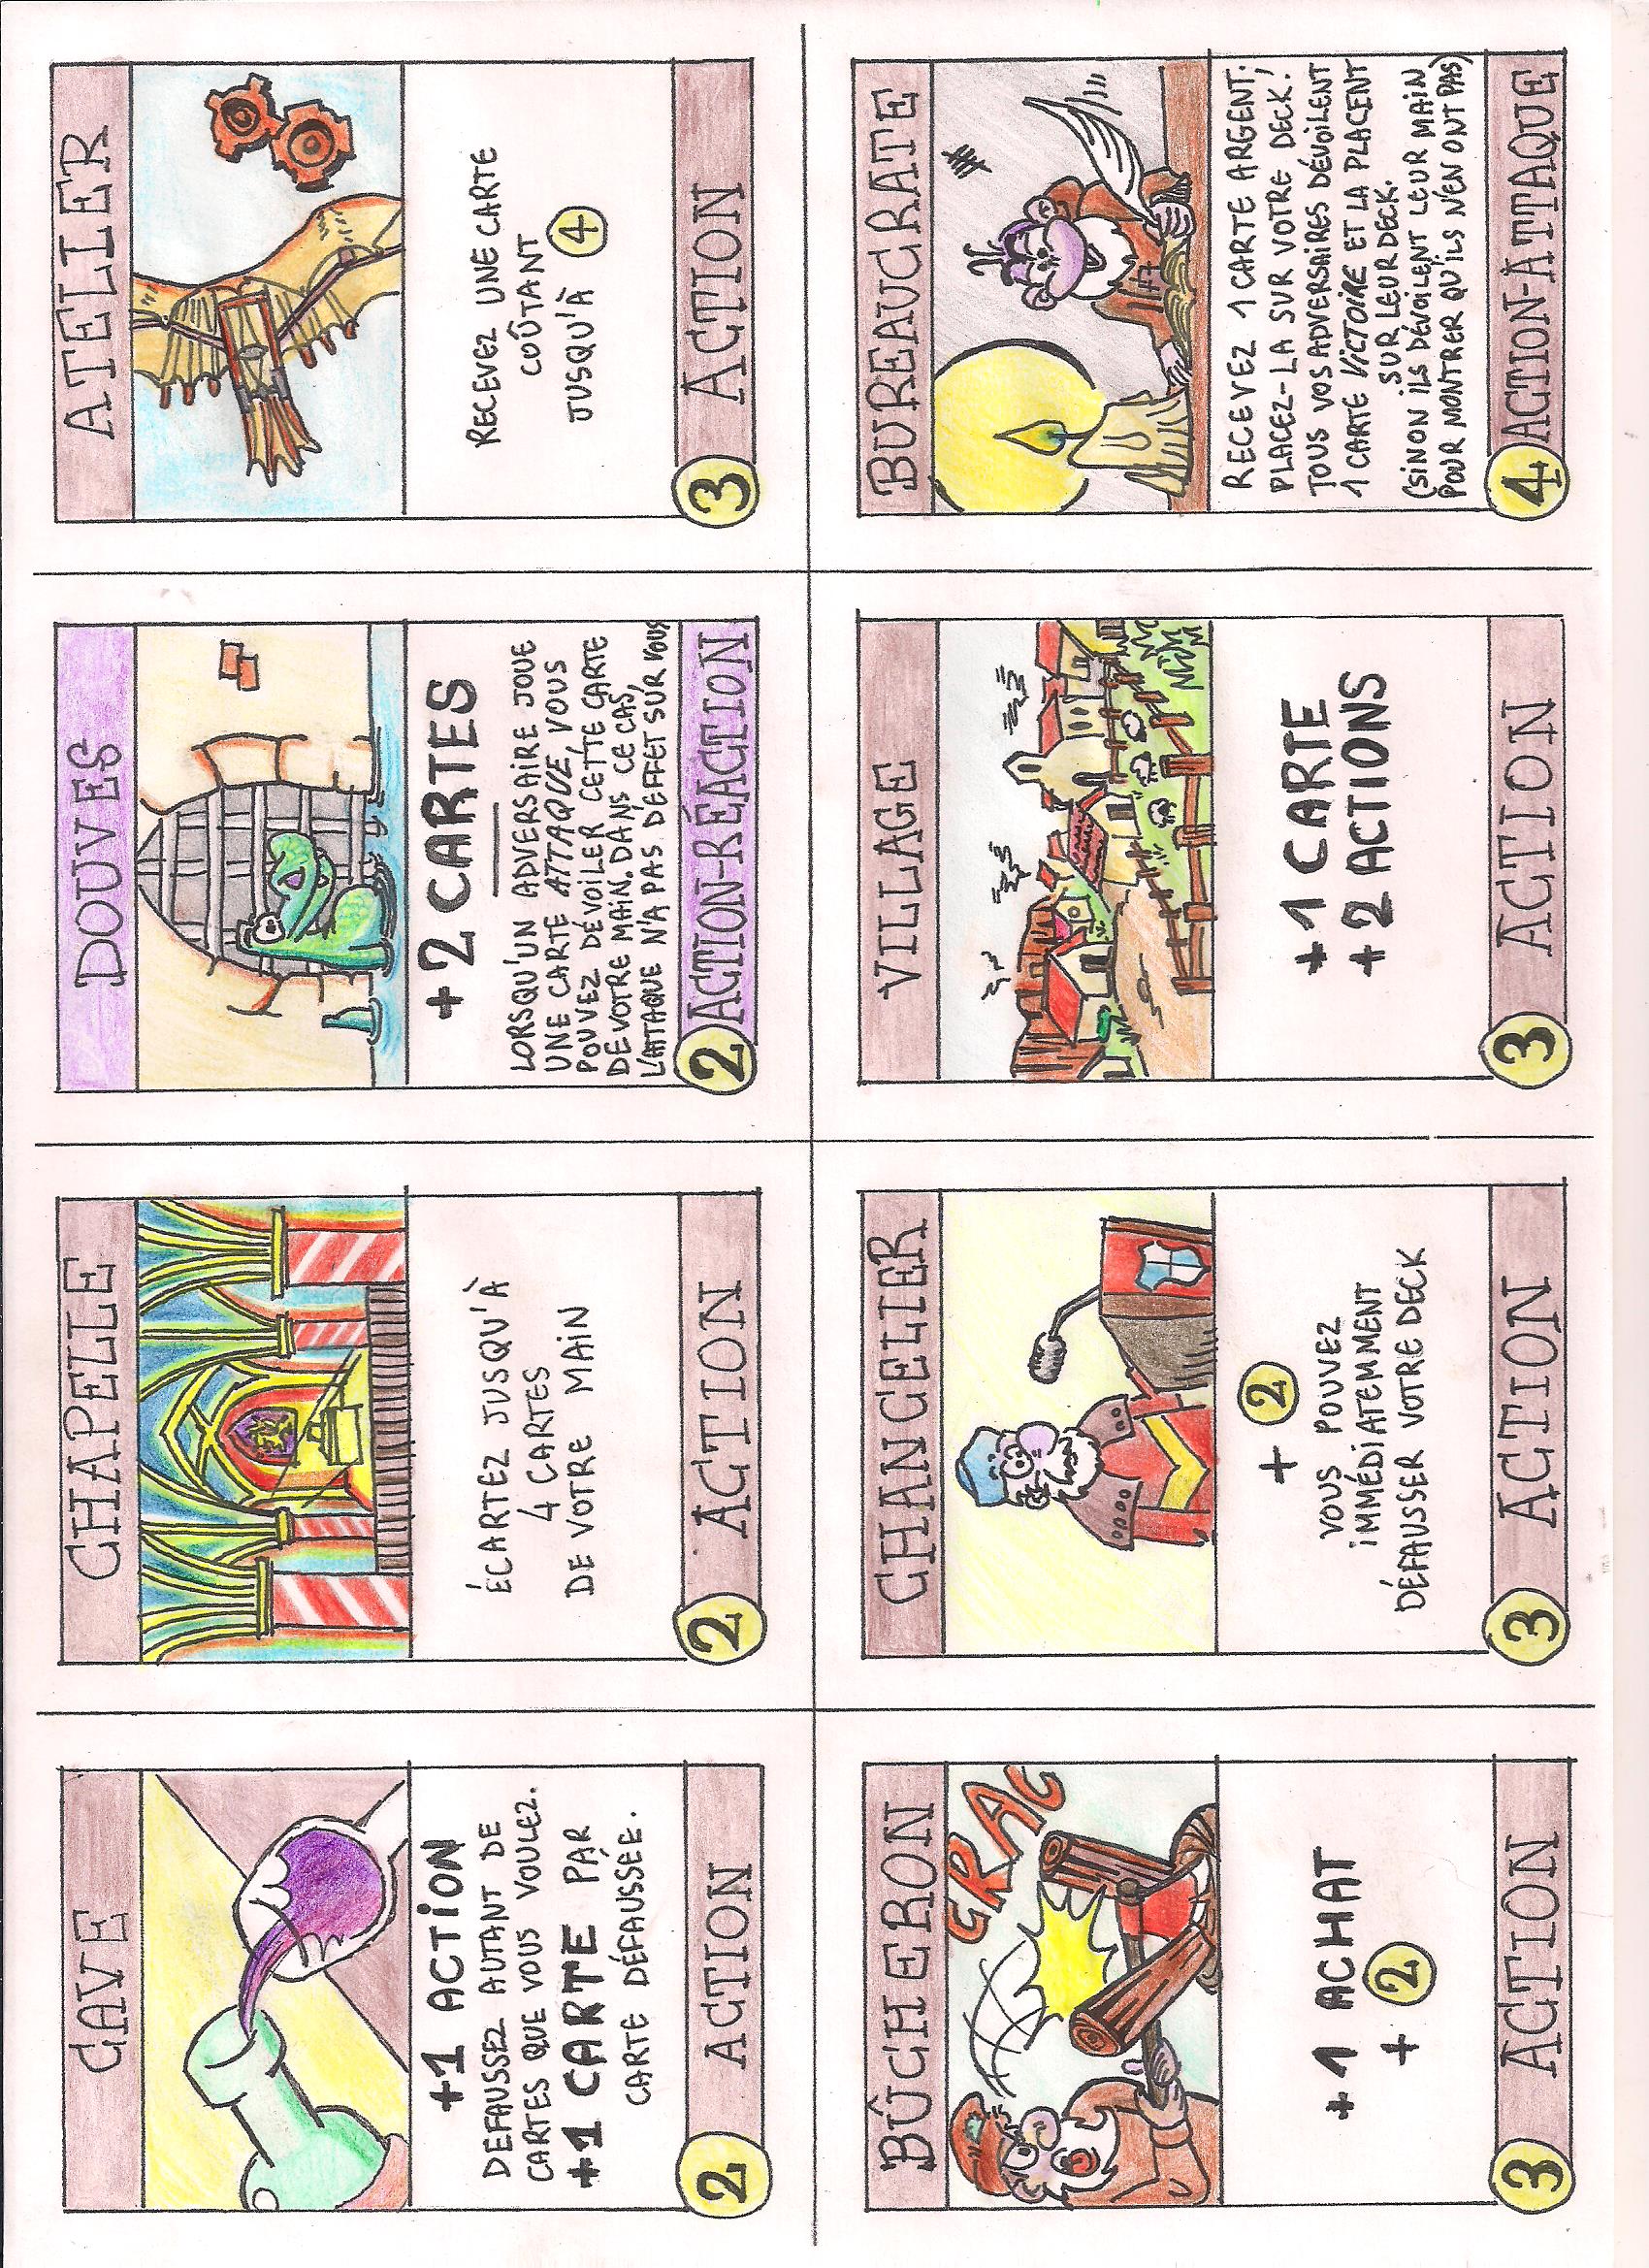 CAVE
+1 ACTION
DEFAUSSEZ AUTANT DE
CARTES QUE VOUS VOULEZ.
+1 CARTE PAR
CARTE DÉFAUSSEE.
2 ACTION
CHAPELLE
ÉCARTEZ JUSQU'À
4 CARTES
DE VOTRE MAIN
2 ACTION
DOUVES
+2 CARTES
LORSQU'UN ADVERSAIRE JOUE
UNE CARTE ATTAQUE, VOUS
POUVEZ DÉVOILER CETTE CARTE
DE VOTRE MAIN. DANS CE CAS,
L'ATTAQUE N'A PAS D'EFFET SUR VOUS
2 ACTION-RÉACTION
ATELIER
RECEVEZ UNE CARTE
COÛTANT
JUSQU'À 4
3 ACTION
BÛCHERON
CRAC
+1 ACHAT
+ 2
3 ACTION
CHANCELIER
+ 2
VOUS POUVEZ
IMMÉDIATEMMENT
DÉFAUSSER VOTRE DECK
3 ACTION
VILLAGE
+1 CARTE
+2 ACTIONS
3 ACTION
BUREAUCRATE
RECEVEZ 1 CARTE ARGENT;
PLACEZ-LA SUR VOTRE DECK.
TOUS VOS ADVERSAIRES DÉVOILENT
1 CARTE VICTOIRE ET LA PLACENT
SUR LEUR DECK.
(SINON ILS DÉVOILENT LEUR MAIN
POUR MONTRER QU'ILS N'EN ONT PAS)
4 ACTION-ATTAQUE